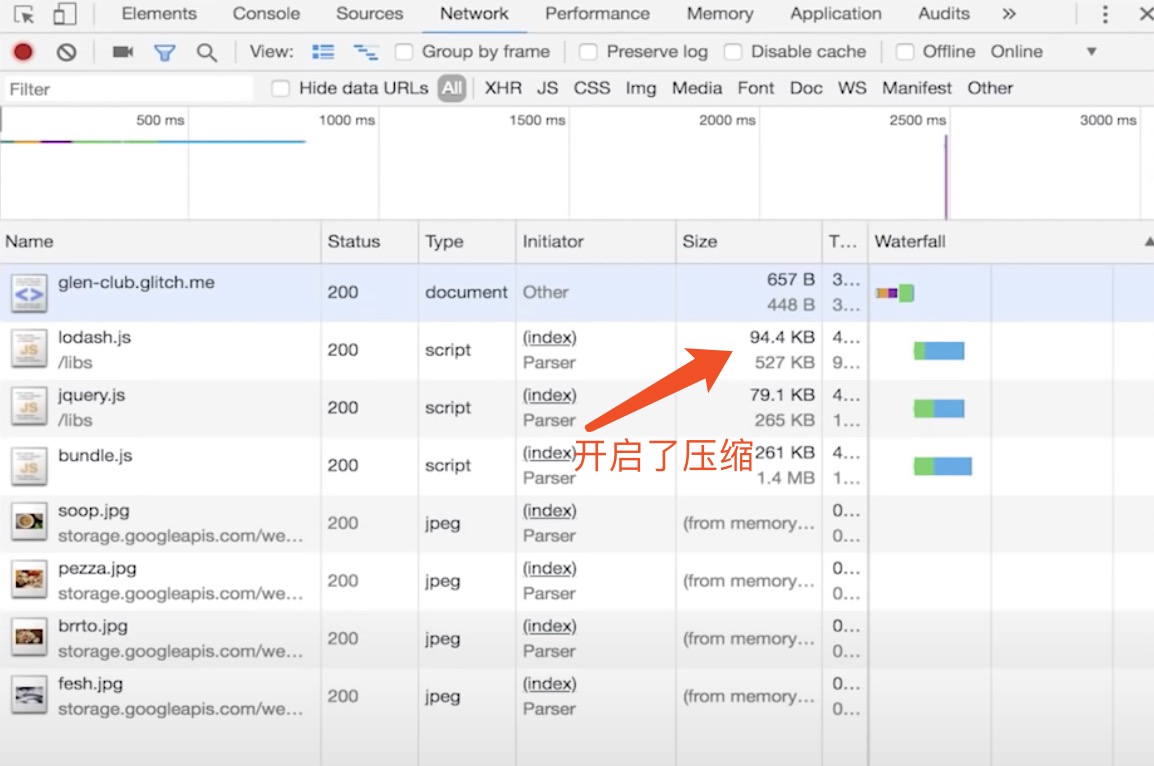 Elements Console Sources Network Performance Memory Application Audits »
View: Group by frame Preserve log Disable cache Offline Online ▼
Filter Hide data URLs All XHR JS CSS Img Media Font Doc WS Manifest Other
500 ms 1000 ms 1500 ms 2000 ms 2500 ms 3000 ms
Name Status Type Initiator Size T... Waterfall ▲
glen-club.glitch.me 200 document Other 657 B 3...
448 B 3...
lodash.js 200 script (index) 94.4 KB 4...
/libs Parser 527 KB 9...
jquery.js 200 script (index) 79.1 KB 4...
/libs Parser 265 KB 1...
bundle.js 200 script (index) 261 KB 4...
Parser 1.4 MB 1...
开启了压缩
soop.jpg 200 jpeg (index) (from memory... 0...
storage.googleapis.com/we... Parser 0...
pezza.jpg 200 jpeg (index) (from memory... 0...
storage.googleapis.com/we... Parser 0...
brrto.jpg 200 jpeg (index) (from memory... 0...
storage.googleapis.com/we... Parser 0...
fesh.jpg 200 jpeg (index) (from memory... 0...
storage.googleapis.com/we... Parser 0...